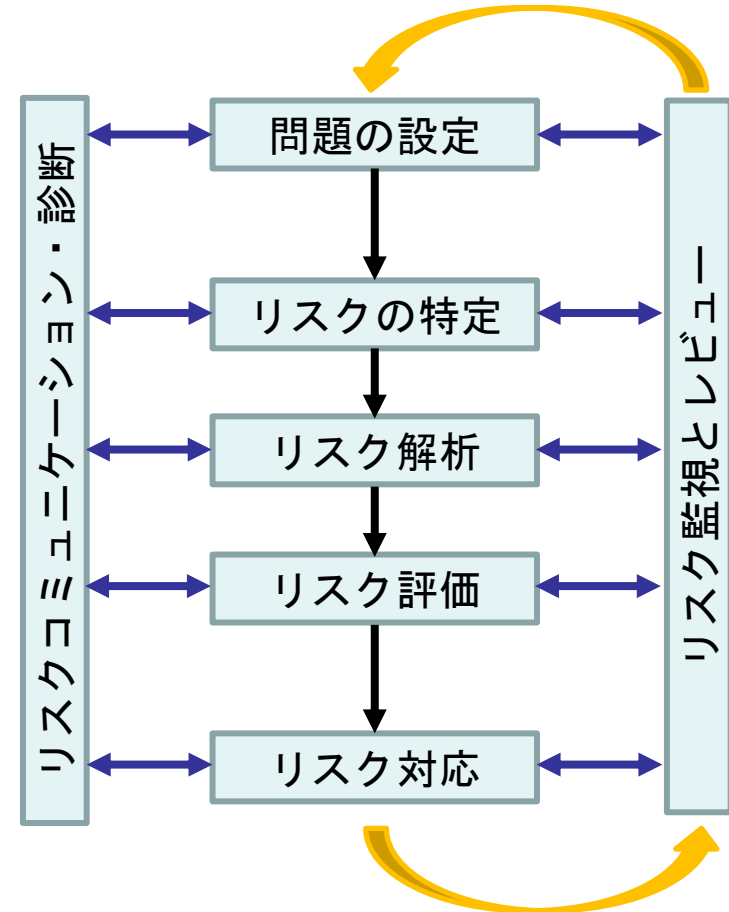 問題の設定
リスクの特定
リスク解析
リスク評価
リスク対応
リスクコミュニケーション・診断
リスク監視とレビュー